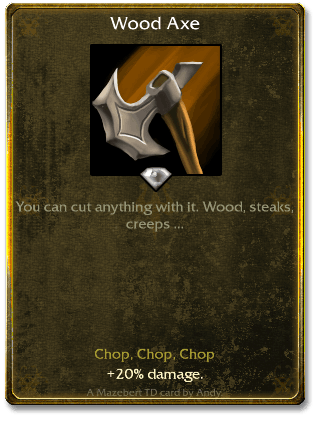 Wood Axe
You can cut anything with it. Wood, steaks,
creeps ...
Chop, Chop, Chop
+20% damage.
A Mazebert TD card by Andy.